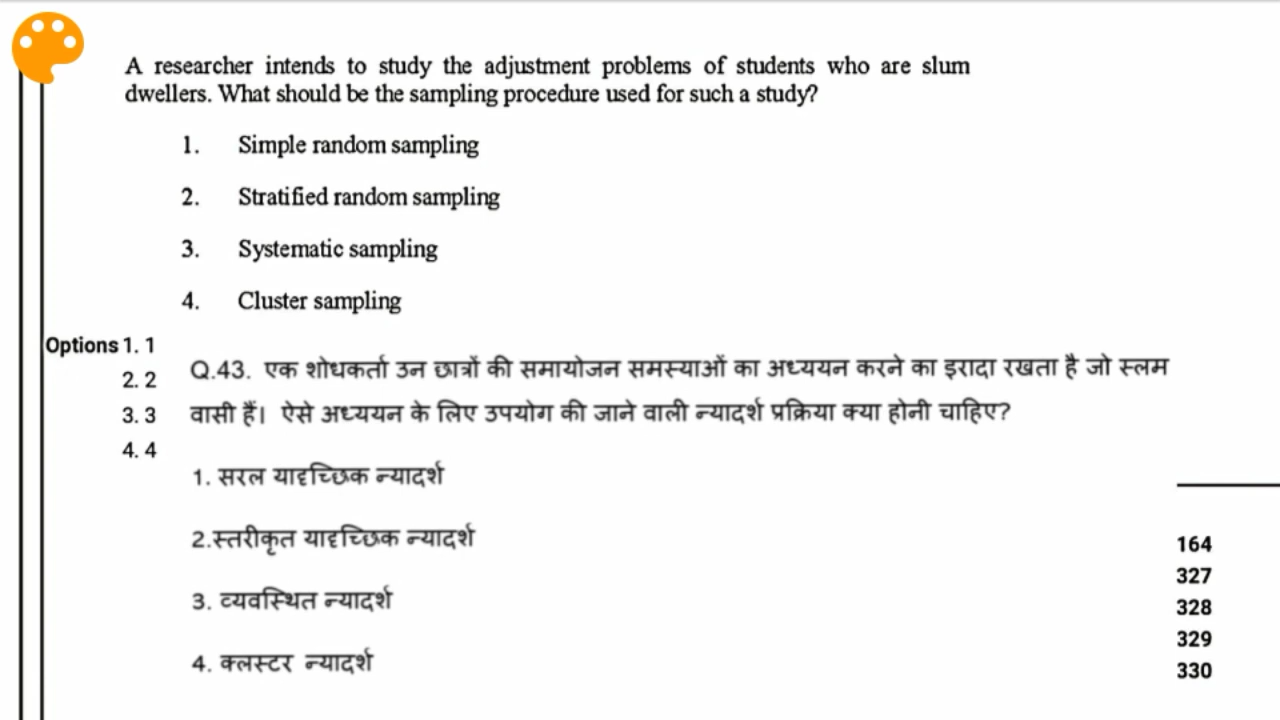 A researcher intends to study the adjustment problems of students who are slum
dwellers. What should be the sampling procedure used for such a study?
1. Simple random sampling
2. Stratified random sampling
3. Systematic sampling
4. Cluster sampling
Options 1. 1
2. 2
3. 3
4. 4
Q.43. एक शोधकर्ता उन छात्रों की समायोजन समस्याओं का अध्ययन करने का इरादा रखता है जो स्लम
वासी हैं। ऐसे अध्ययन के लिए उपयोग की जाने वाली न्यादर्श प्रक्रिया क्या होनी चाहिए?
1. सरल यादृच्छिक न्यादर्श
2.स्तरीकृत यादृच्छिक न्यादर्श
3. व्यवस्थित न्यादर्श
4. क्लस्टर न्यादर्श
164
327
328
329
330